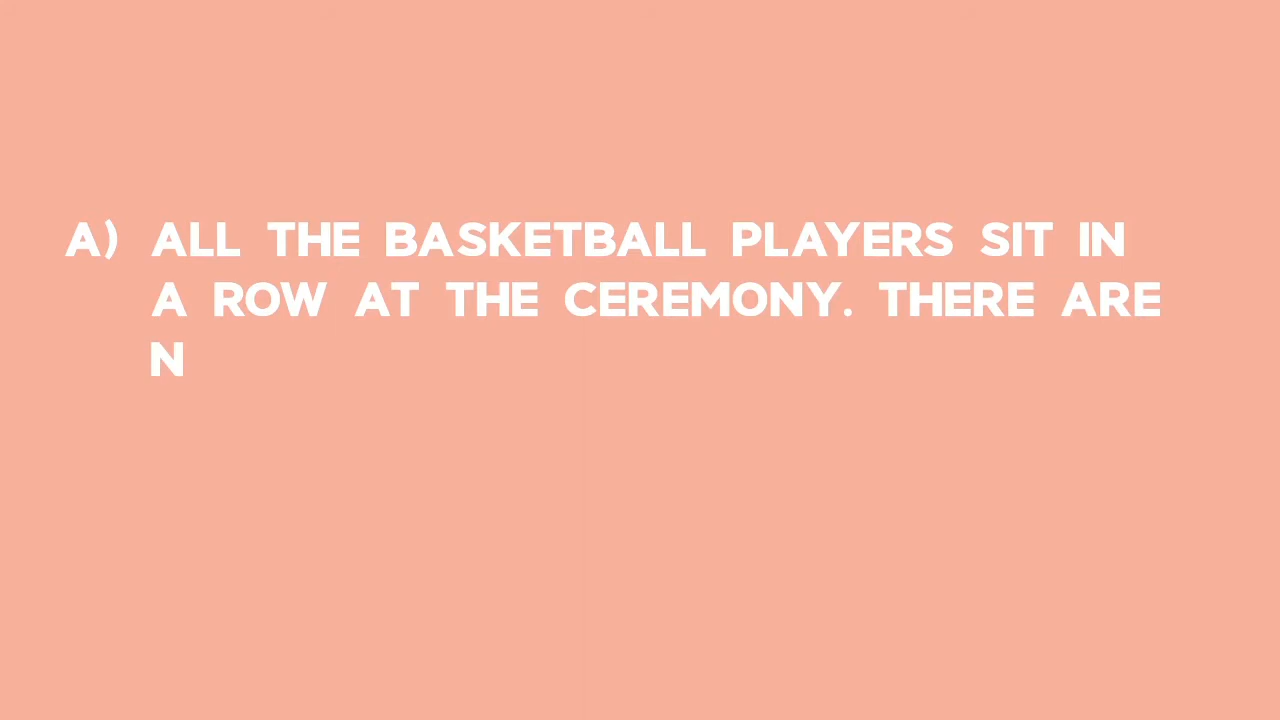 A) ALL THE BASKETBALL PLAYERS SIT IN
A ROW AT THE CEREMONY. THERE ARE
N